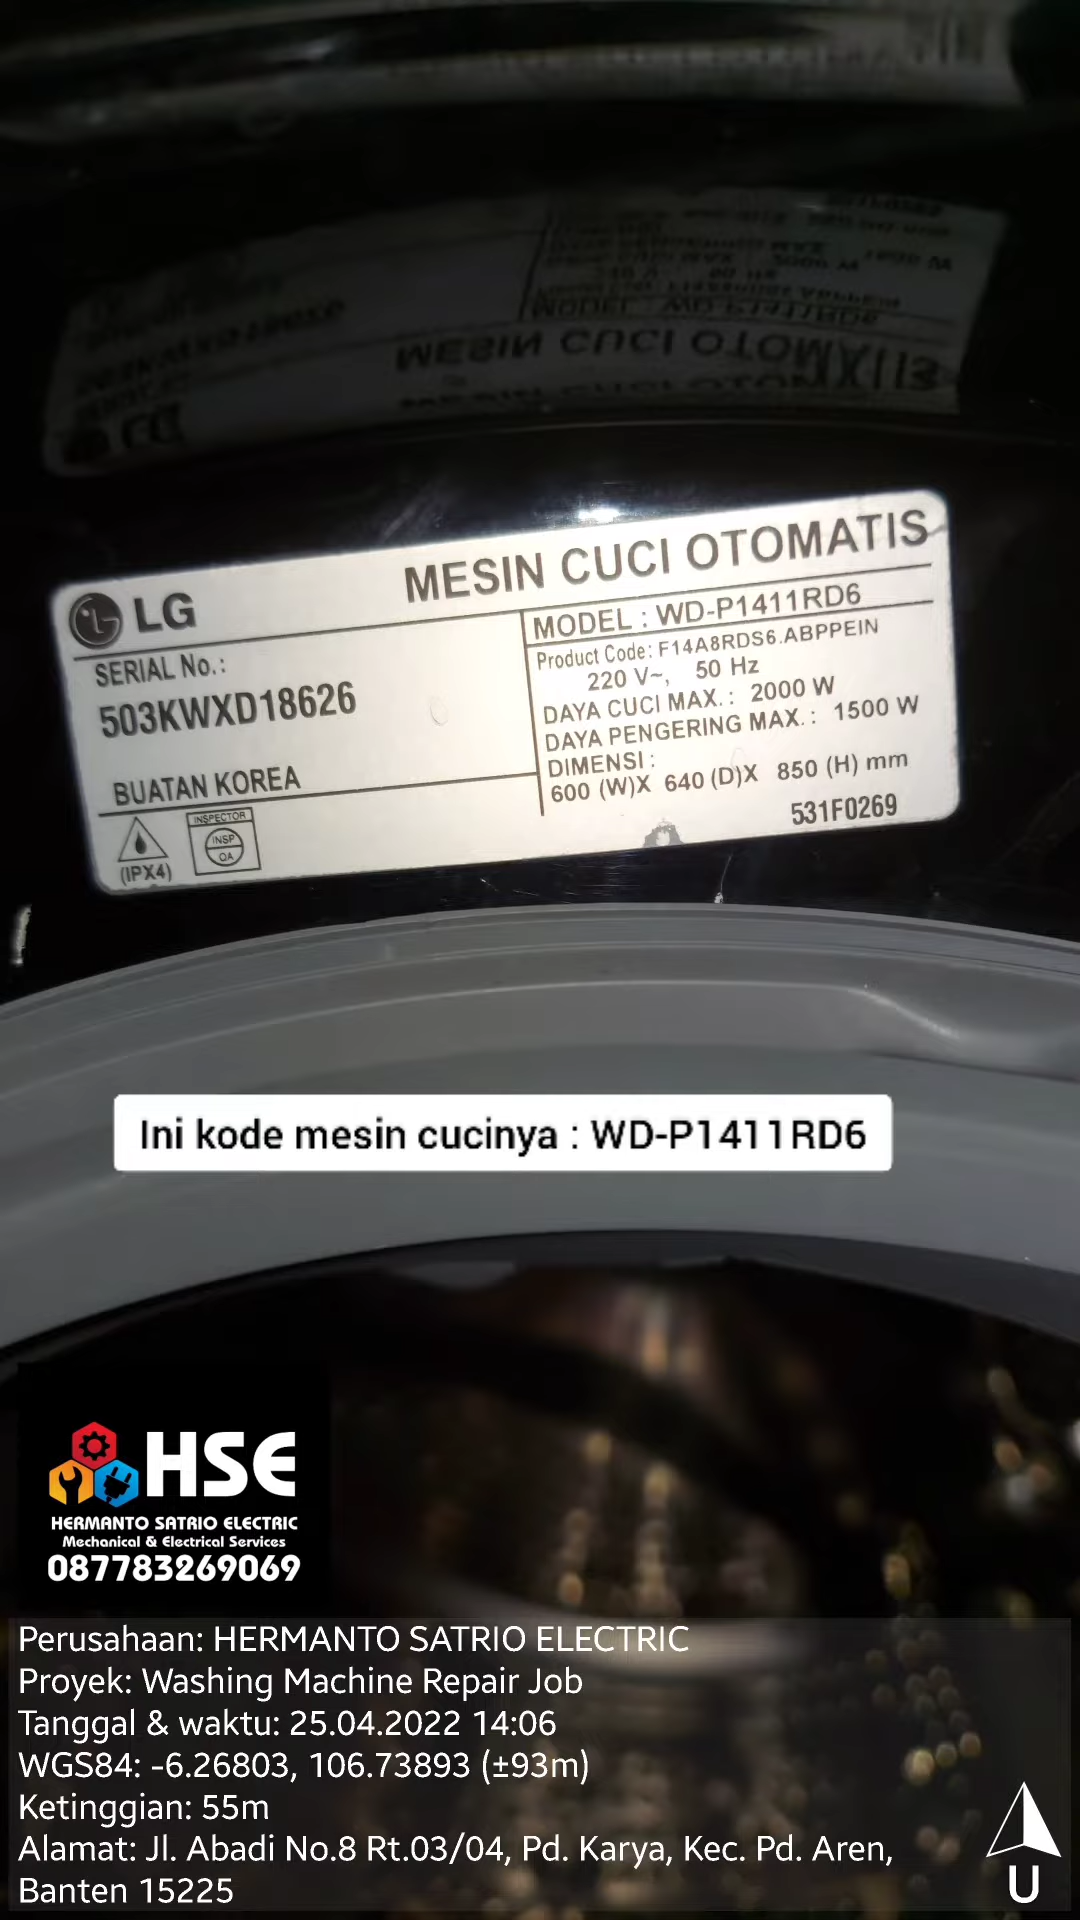 LG
MESIN CUCI OTOMATIS
SERIAL No.:
503KWXD18626
BUATAN KOREA
(IPX4)
INSPECTOR
INSP
QA
MODEL : WD-P1411RD6
Product Code: F14A8RDS6.ABPPEIN
220 V~, 50 Hz
DAYA CUCI MAX. : 2000 W
DAYA PENGERING MAX. : 1500 W
DIMENSI :
600 (W)X 640 (D)X 850 (H) mm
531F0269
Ini kode mesin cucinya : WD-P1411RD6
HSE
HERMANTO SATRIO ELECTRIC
Mechanical & Electrical Services
087783269069
Perusahaan: HERMANTO SATRIO ELECTRIC
Proyek: Washing Machine Repair Job
Tanggal & waktu: 25.04.2022 14:06
WGS84: -6.26803, 106.73893 (±93m)
Ketinggian: 55m
Alamat: Jl. Abadi No.8 Rt.03/04, Pd. Karya, Kec. Pd. Aren,
Banten 15225
U